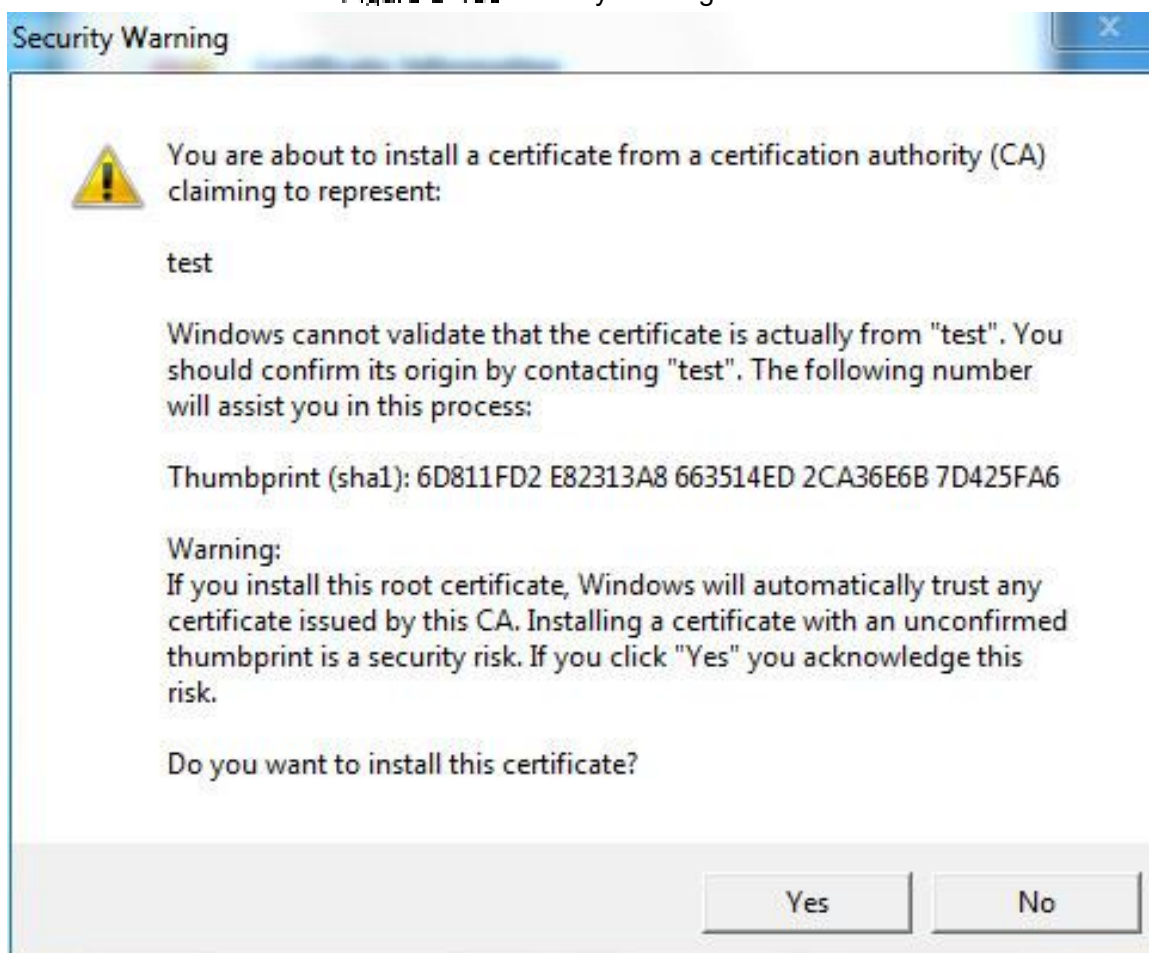 Security Warning
You are about to install a certificate from a certification authority (CA)
claiming to represent:
test
Windows cannot validate that the certificate is actually from "test". You
should confirm its origin by contacting "test". The following number
will assist you in this process:
Thumbprint (sha1): 6D811FD2 E82313A8 663514ED 2CA36E6B 7D425FA6
Warning:
If you install this root certificate, Windows will automatically trust any
certificate issued by this CA. Installing a certificate with an unconfirmed
thumbprint is a security risk. If you click "Yes" you acknowledge this
risk.
Do you want to install this certificate?
Yes
No